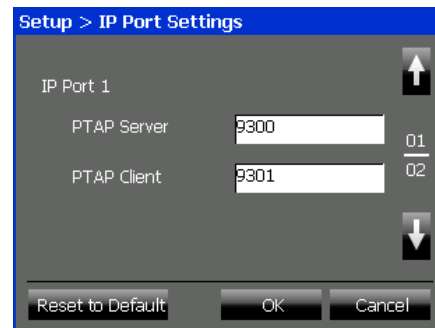 Setup > IP Port Settings
IP Port 1
PTAP Server 9300
01
PTAP Client 9301
02
Reset to Default OK Cancel